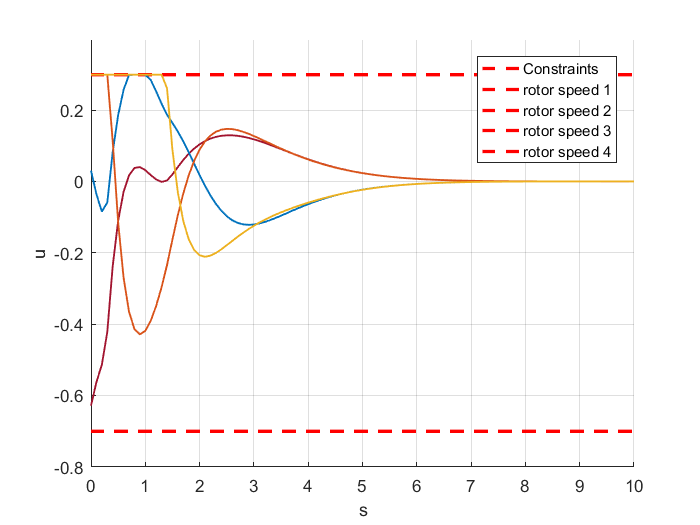 Constraints
rotor speed 1
rotor speed 2
rotor speed 3
rotor speed 4
0.2
0
-0.2
-0.4
-0.6
-0.8
u
0 1 2 3 4 5 6 7 8 9 10
s